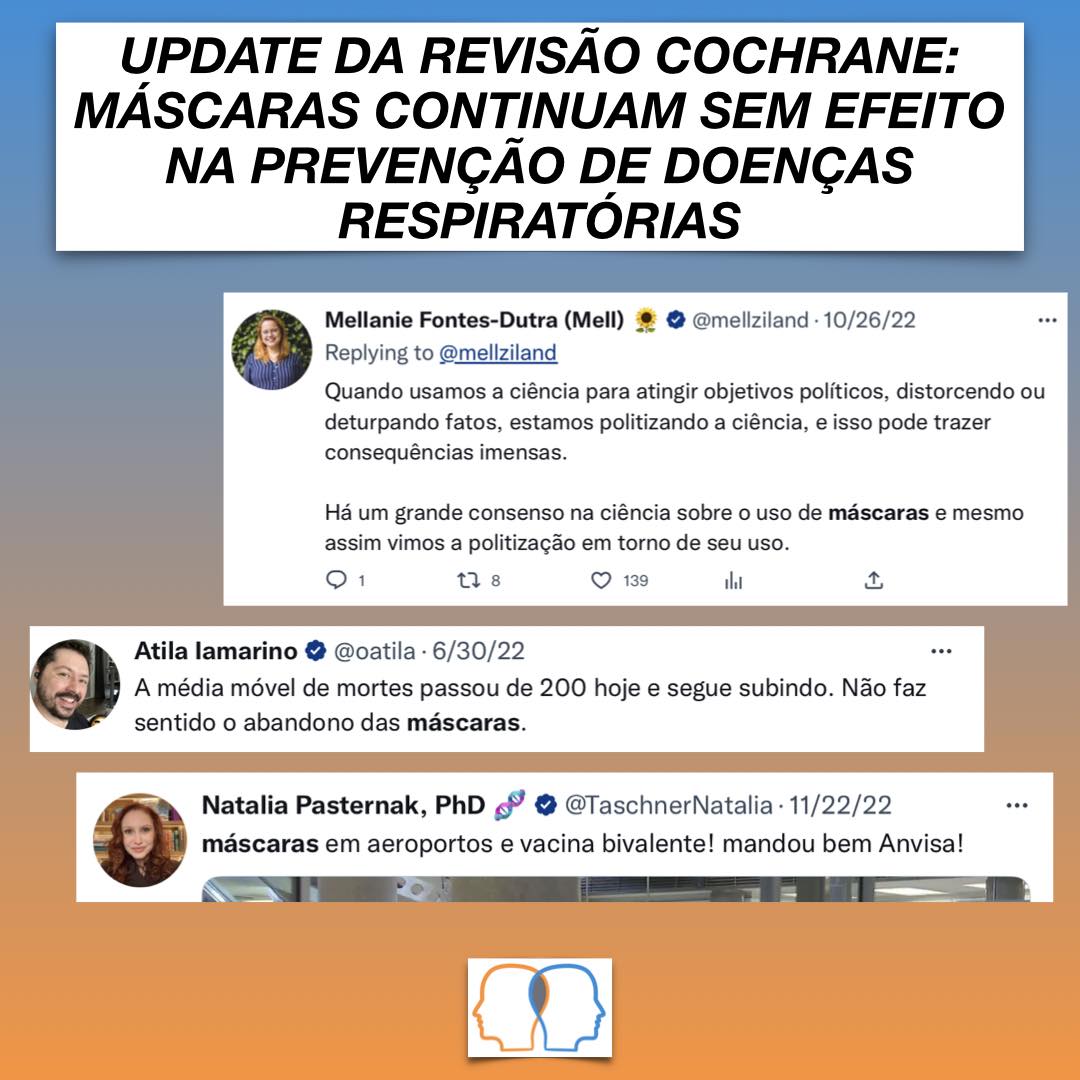 UPDATE DA REVISÃO COCHRANE:
MÁSCARAS CONTINUAM SEM EFEITO
NA PREVENÇÃO DE DOENÇAS
RESPIRATÓRIAS
Mellanie Fontes-Dutra (Mell) 🌻 @mellziland · 10/26/22 ···
Replying to @mellziland
Quando usamos a ciência para atingir objetivos políticos, distorcendo ou
deturpando fatos, estamos politizando a ciência, e isso pode trazer
consequências imensas.
Há um grande consenso na ciência sobre o uso de máscaras e mesmo
assim vimos a politização em torno de seu uso.
1 8 139
Atila Iamarino @oatila · 6/30/22 ···
A média móvel de mortes passou de 200 hoje e segue subindo. Não faz
sentido o abandono das máscaras.
Natalia Pasternak, PhD 🧬 @TaschnerNatalia · 11/22/22 ···
máscaras em aeroportos e vacina bivalente! mandou bem Anvisa!